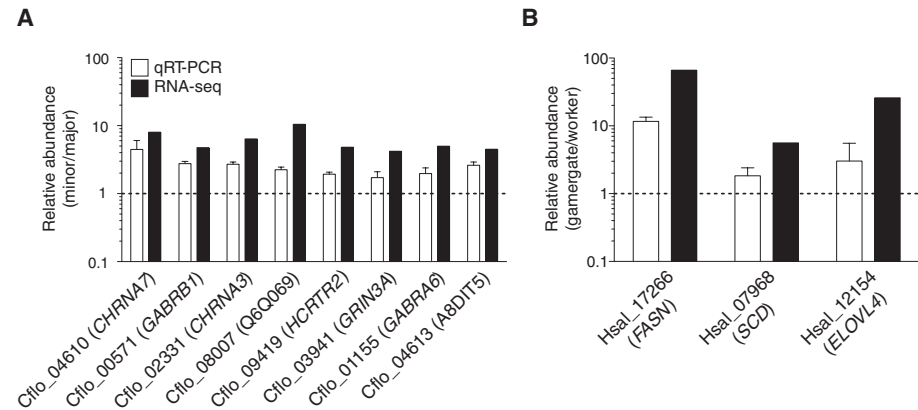 A
Relative abundance
(minor/major)
100
10
1
0.1
qRT-PCR
RNA-seq
Cflo_04610 (CHRNA7)
Cflo_00571 (GABRB1)
Cflo_02331 (CHRNA3)
Cflo_08007 (Q6Q069)
Cflo_09419 (HCRTR2)
Cflo_03941 (GRIN3A)
Cflo_01155 (GABRA6)
Cflo_04613 (A8DIT5)
B
Relative abundance
(gamergate/worker)
100
10
1
0.1
Hsal_17266
(FASN)
Hsal_07968
(SCD)
Hsal_12154
(ELOVL4)